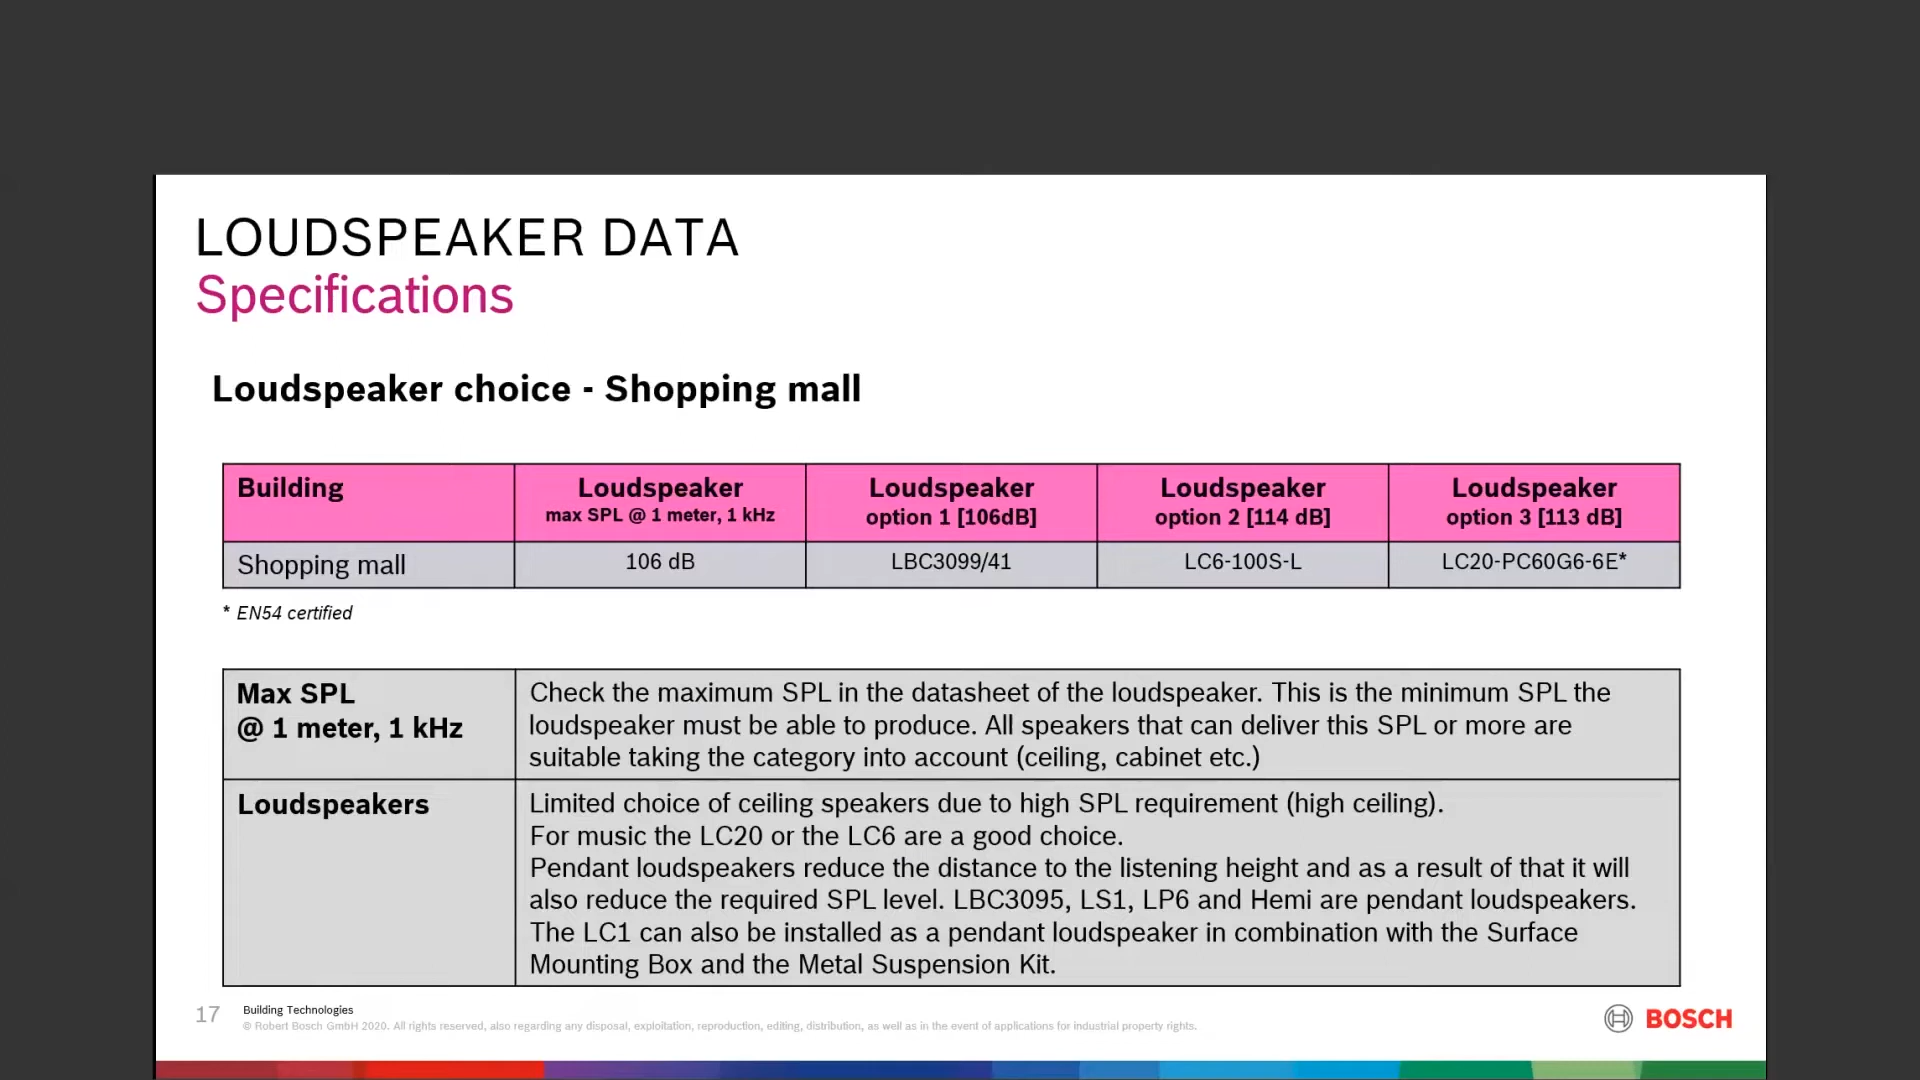 LOUDSPEAKER DATA
Specifications
Loudspeaker choice - Shopping mall
Building
Loudspeaker
max SPL @ 1 meter, 1 kHz
Loudspeaker
option 1 [106dB]
Loudspeaker
option 2 [114 dB]
Loudspeaker
option 3 [113 dB]
Shopping mall
106 dB
LBC3099/41
LC6-100S-L
LC20-PC60G6-6E*
* EN54 certified
Max SPL
@ 1 meter, 1 kHz
Check the maximum SPL in the datasheet of the loudspeaker. This is the minimum SPL the
loudspeaker must be able to produce. All speakers that can deliver this SPL or more are
suitable taking the category into account (ceiling, cabinet etc.)
Loudspeakers
Limited choice of ceiling speakers due to high SPL requirement (high ceiling).
For music the LC20 or the LC6 are a good choice.
Pendant loudspeakers reduce the distance to the listening height and as a result of that it will
also reduce the required SPL level. LBC3095, LS1, LP6 and Hemi are pendant loudspeakers.
The LC1 can also be installed as a pendant loudspeaker in combination with the Surface
Mounting Box and the Metal Suspension Kit.
17
Building Technologies
© Robert Bosch GmbH 2020. All rights reserved, also regarding any disposal, exploitation, reproduction, editing, distribution, as well as in the event of applications for industrial property rights.
BOSCH